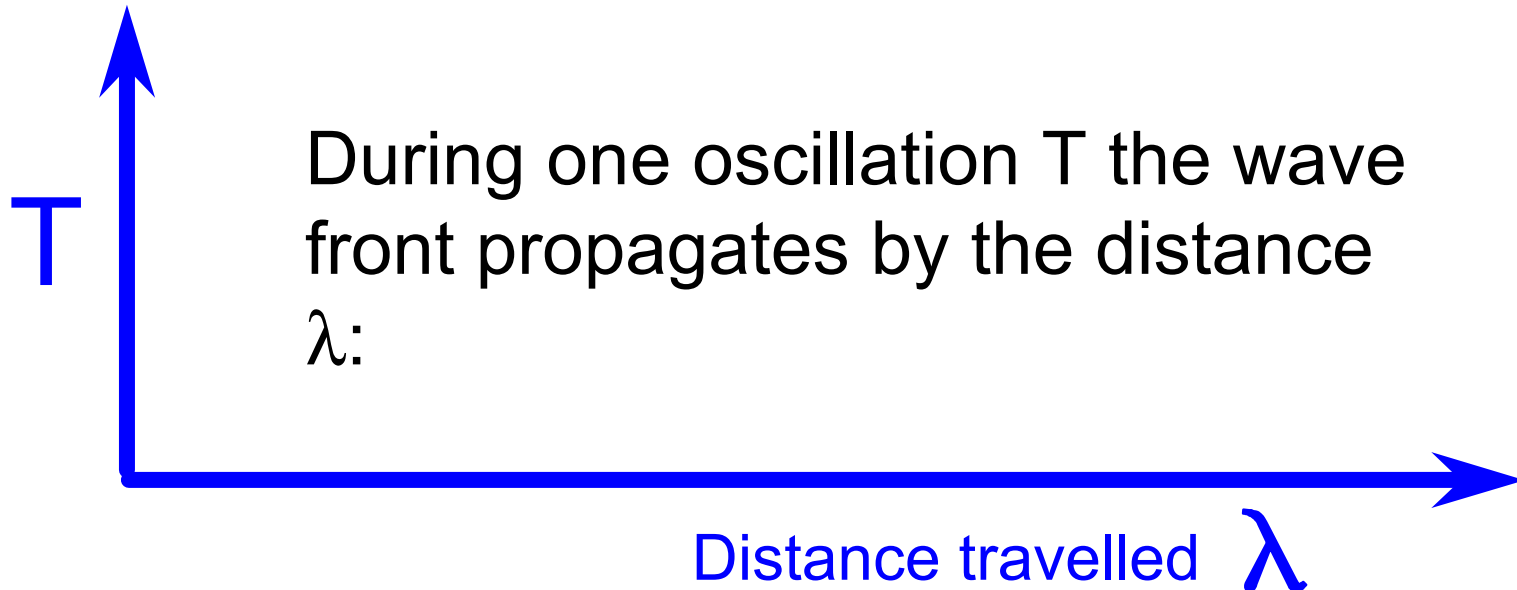 During one oscillation T the wave
front propagates by the distance
λ:
T
Distance travelled λ